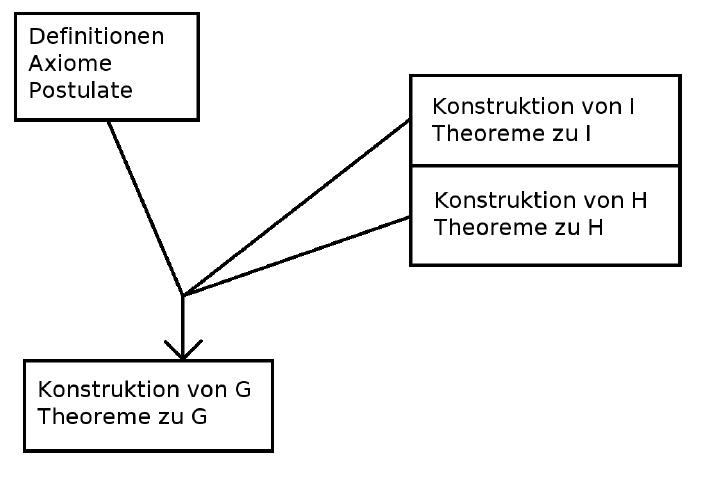 Definitionen
Axiome
Postulate
Konstruktion von I
Theoreme zu I
Konstruktion von H
Theoreme zu H
Konstruktion von G
Theoreme zu G